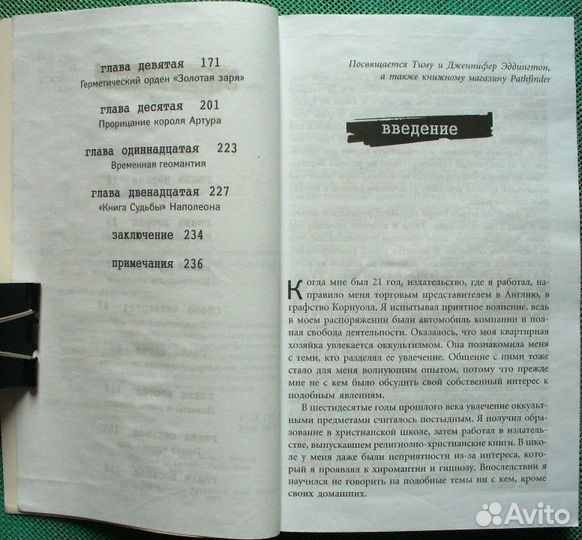 глава девятая 171
Герметический орден «Золотая заря»
глава десятая 201
Прорицание короля Артура
глава одиннадцатая 223
Временная геомантия
глава двенадцатая 227
«Книга Судьбы» Наполеона
заключение 234
примечания 236
Посвящается Тиму и Дженнифер Эддингтон,
а также книжному магазину Pathfinder
введение
Когда мне был 21 год, издательство, где я работал, на-
правило меня торговым представителем в Англию, в
графство Корнуолл. Я испытывал приятное волнение, ведь
в моем распоряжении были автомобиль компании и пол-
ная свобода деятельности. Оказалось, что моя квартирная
хозяйка увлекается оккультизмом. Она познакомила меня
с теми, кто разделял ее увлечение. Общение с ними тоже
стало для меня волнующим опытом, потому что прежде
мне не с кем было обсудить свой собственный интерес к
подобным явлениям.
В шестидесятые годы прошлого века увлечение оккульт-
ными предметами считалось постыдным. Я получил обра-
зование в христианской школе, затем работал в издательст-
ве, выпускавшем религиозно-христианские книги. В шко-
ле у меня даже были неприятности из-за интереса, кото-
рый я проявлял к хиромантии и гипнозу. Впоследствии я
научился не говорить на подобные темы ни с кем, кроме
своих домашних.
Avito